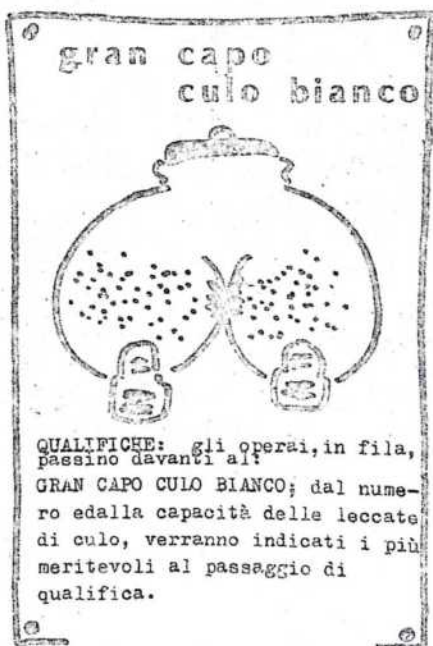 gran capo
culo bianco
QUALIFICHE: gli operai, in fila,
passino davanti al:
GRAN CAPO CULO BIANCO; dal nume-
ro edalla capacità delle leccate
di culo, verranno indicati i più
meritevoli al passaggio di
qualifica.